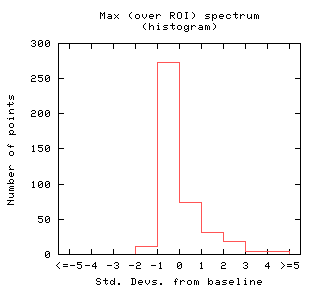 Max (over ROI) spectrum
(histogram)
300
250
200
150
100
50
0
Number of points
<=-5 -4 -3 -2 -1 0 1 2 3 4 >=5
Std. Devs. from baseline